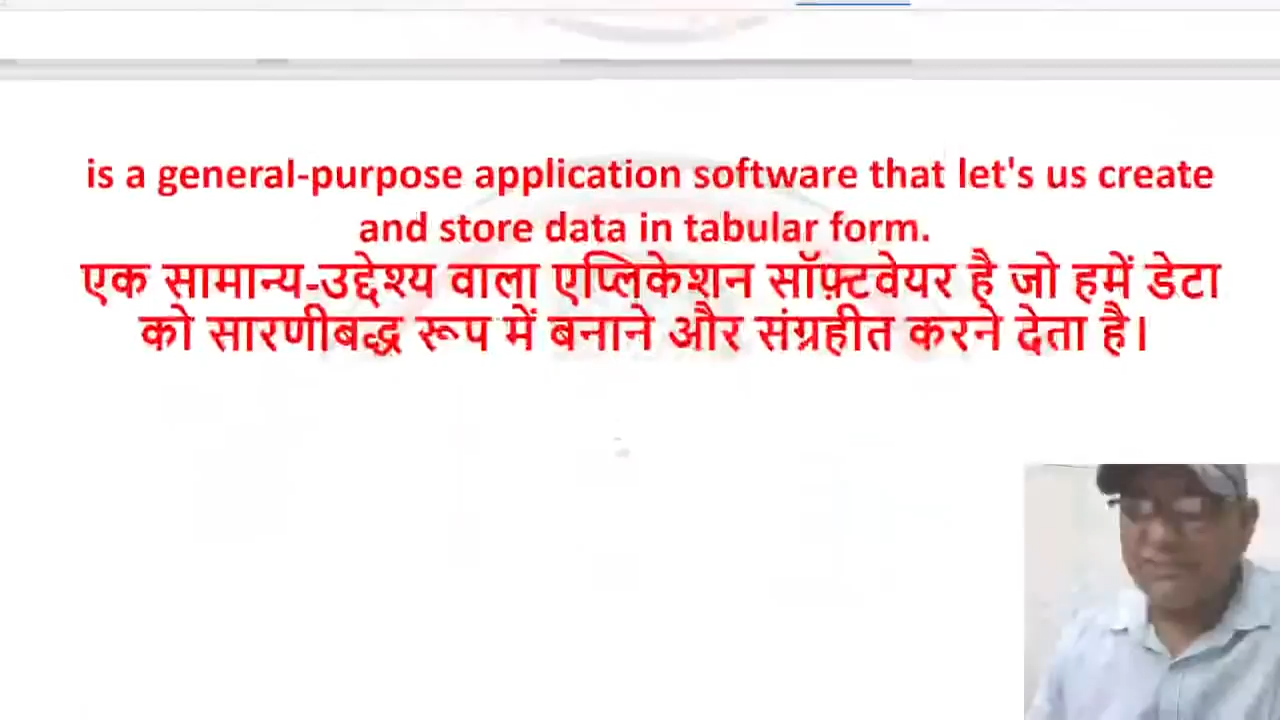 is a general-purpose application software that let's us create
and store data in tabular form.
एक सामान्य-उद्देश्य वाला एप्लिकेशन सॉफ़्टवेयर है जो हमें डेटा
को सारणीबद्ध रूप में बनाने और संग्रहीत करने देता है।